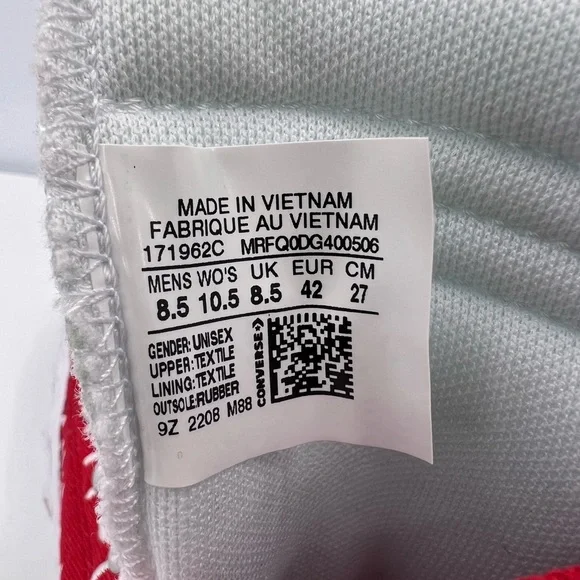 MADE IN VIETNAM
FABRIQUE AU VIETNAM
171962C MRFQ0DG400506
MENS WO'S UK EUR CM
8.5 10.5 8.5 42 27
GENDER: UNISEX
UPPER: TEXTILE
LINING: TEXTILE
OUTSOLE: RUBBER
9Z 2208 M88
CONVERSE